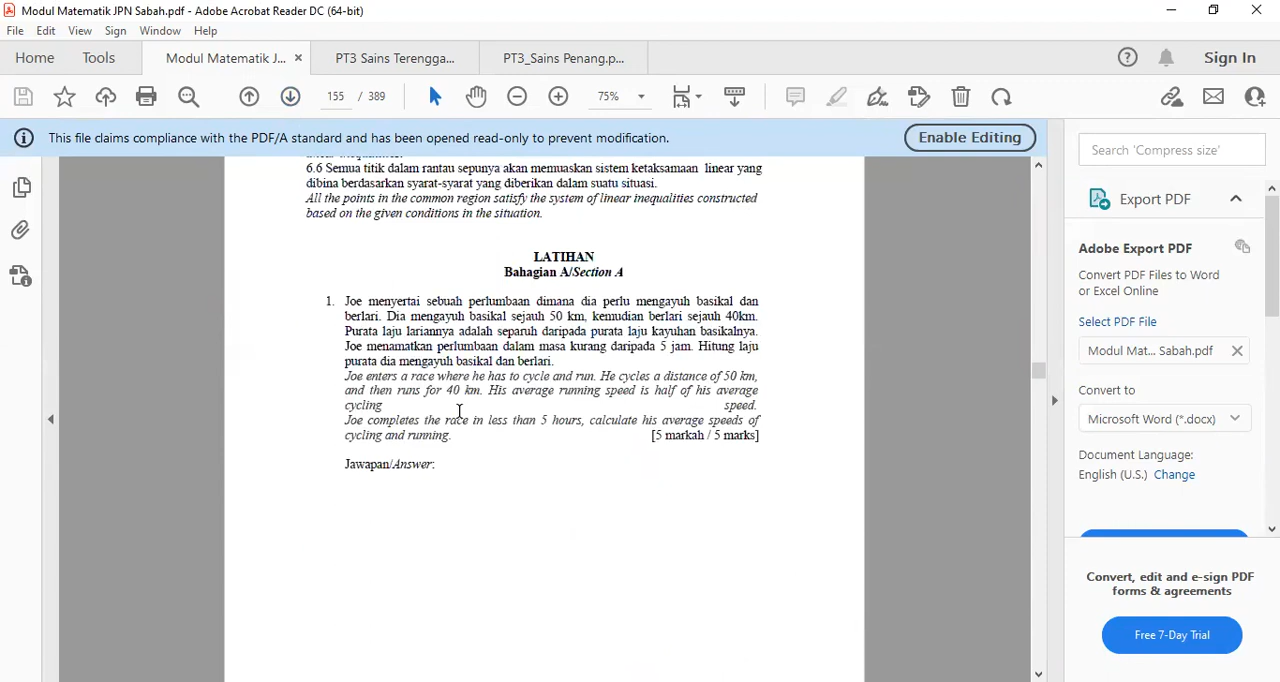 Modul Matematik JPN Sabah.pdf - Adobe Acrobat Reader DC (64-bit)
File Edit View Sign Window Help
Home Tools Modul Matematik J... PT3 Sains Terengga... PT3_Sains Penang.p... Sign In
155 / 389 75%
This file claims compliance with the PDF/A standard and has been opened read-only to prevent modification. Enable Editing
6.6 Semua titik dalam rantau sepunya akan memuaskan sistem ketaksamaan linear yang
dibina berdasarkan syarat-syarat yang diberikan dalam suatu situasi.
All the points in the common region satisfy the system of linear inequalities constructed
based on the given conditions in the situation.
LATIHAN
Bahagian A/Section A
1. Joe menyertai sebuah perlumbaan dimana dia perlu mengayuh basikal dan
berlari. Dia mengayuh basikal sejauh 50 km, kemudian berlari sejauh 40km.
Purata laju lariannya adalah separuh daripada purata laju kayuhan basikalnya.
Joe menamatkan perlumbaan dalam masa kurang daripada 5 jam. Hitung laju
purata dia mengayuh basikal dan berlari.
Joe enters a race where he has to cycle and run. He cycles a distance of 50 km,
and then runs for 40 km. His average running speed is half of his average
cycling speed.
Joe completes the race in less than 5 hours, calculate his average speeds of
cycling and running. [5 markah / 5 marks]
Jawapan/Answer:
Search 'Compress size'
Export PDF
Adobe Export PDF
Convert PDF Files to Word
or Excel Online
Select PDF File
Modul Mat... Sabah.pdf
Convert to
Microsoft Word (*.docx)
Document Language:
English (U.S.) Change
Convert, edit and e-sign PDF
forms & agreements
Free 7-Day Trial